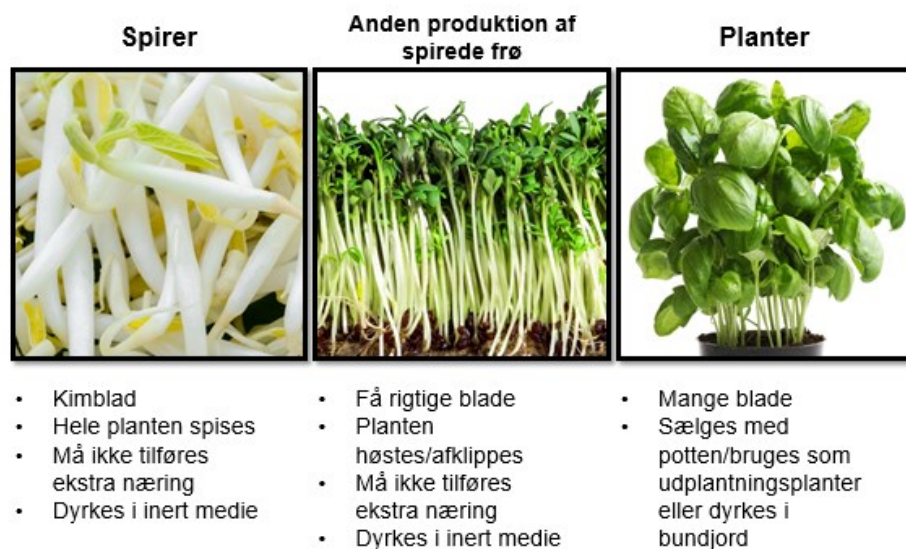 Spirer
• Kimblad
• Hele planten spises
• Må ikke tilføres
ekstra næring
• Dyrkes i inert medie
Anden produktion af
spirede frø
• Få rigtige blade
• Planten
høstes/afklippes
• Må ikke tilføres
ekstra næring
• Dyrkes i inert medie
Planter
• Mange blade
• Sælges med
potten/bruges som
udplantningsplanter
eller dyrkes i
bundjord